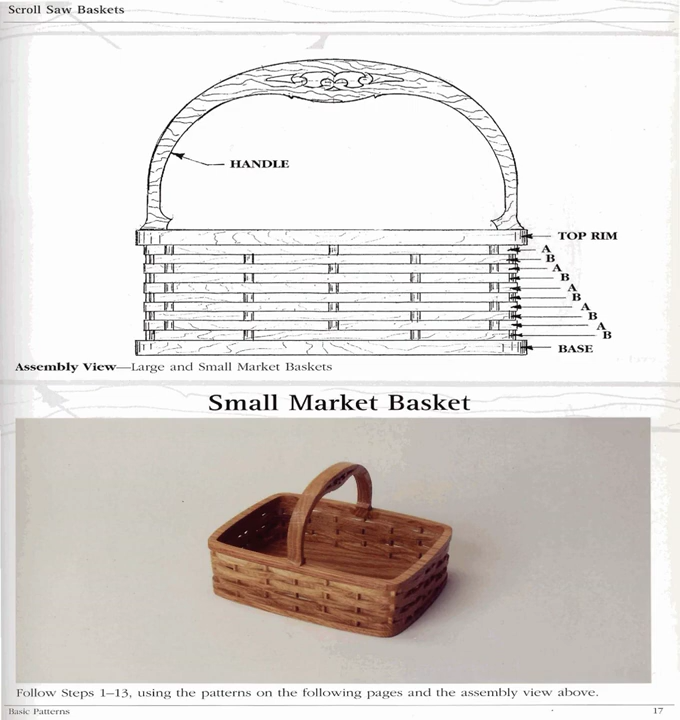 Scroll Saw Baskets
HANDLE
TOP RIM
A
B
A
B
A
B
A
B
A
B
BASE
Assembly View—Large and Small Market Baskets
Small Market Basket
Follow Steps 1–13, using the patterns on the following pages and the assembly view above.
Basic Patterns 17